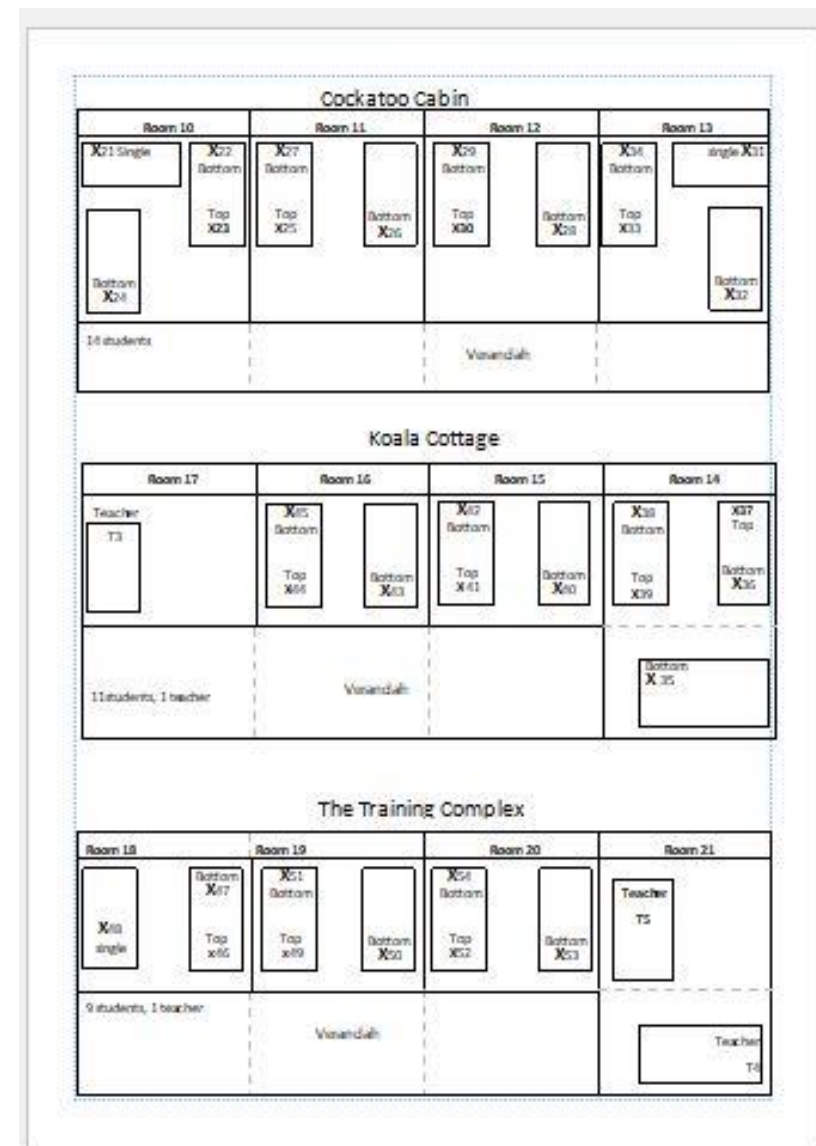 Cockatoo Cabin
Room 10
Room 11
Room 12
Room 13
X21 Single
X22
Bottom
Top
X23
Bottom
X24
X27
Bottom
Top
X25
Bottom
X26
X29
Bottom
Top
X30
Bottom
X28
X34
Bottom
Top
X33
single X31
Bottom
X32
14 students
Verandah
Koala Cottage
Room 17
Room 16
Room 15
Room 14
Teacher
T3
X45
Bottom
Top
X44
Bottom
X43
X42
Bottom
Top
X41
Bottom
X40
X38
Bottom
Top
X39
X37
Top
Bottom
X36
Bottom
X 35
11students, 1 teacher
Verandah
The Training Complex
Room 18
Room 19
Room 20
Room 21
X48
single
Bottom
X47
Top
x46
X51
Bottom
Top
x49
Bottom
X50
X54
Bottom
Top
X52
Bottom
X53
Teacher
T5
Teacher
T4
9 students, 1 teacher
Verandah